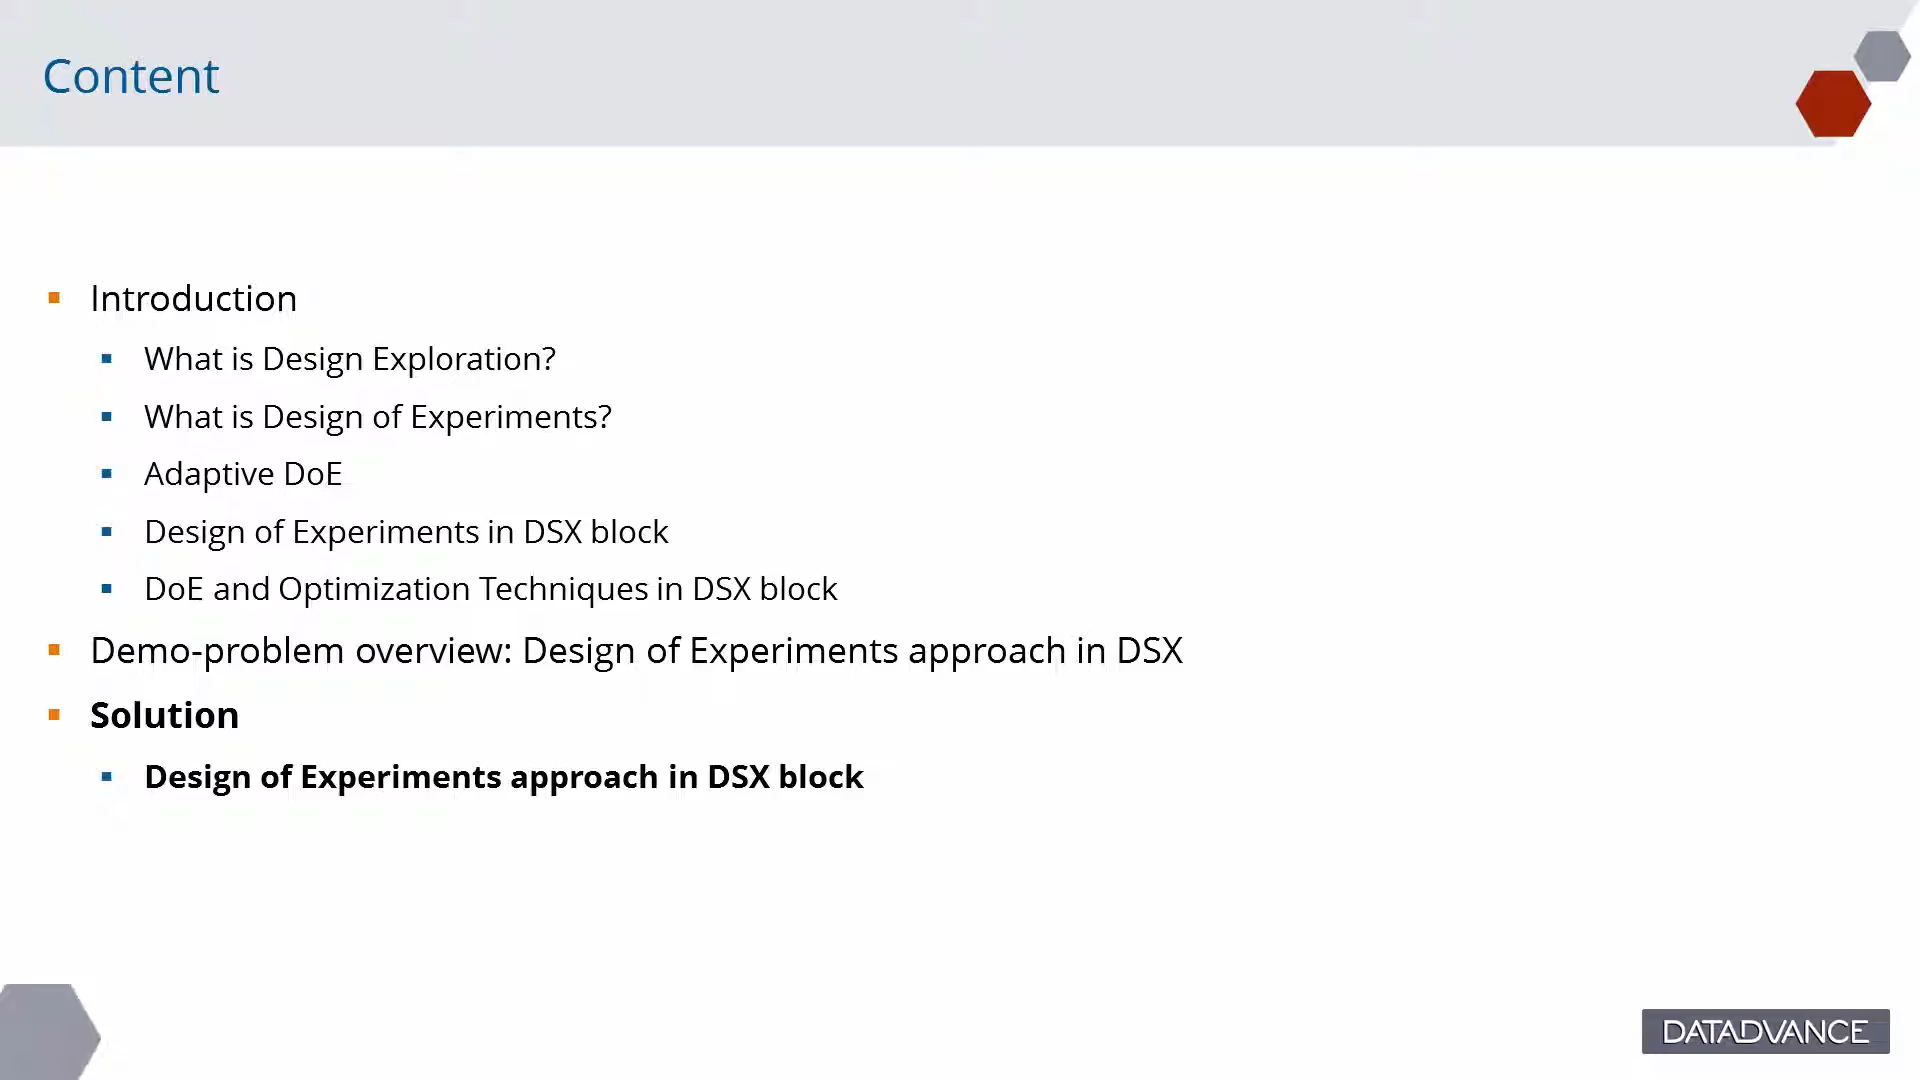 Content
Introduction
What is Design Exploration?
What is Design of Experiments?
Adaptive DoE
Design of Experiments in DSX block
DoE and Optimization Techniques in DSX block
Demo-problem overview: Design of Experiments approach in DSX
Solution
Design of Experiments approach in DSX block
DATADVANCE